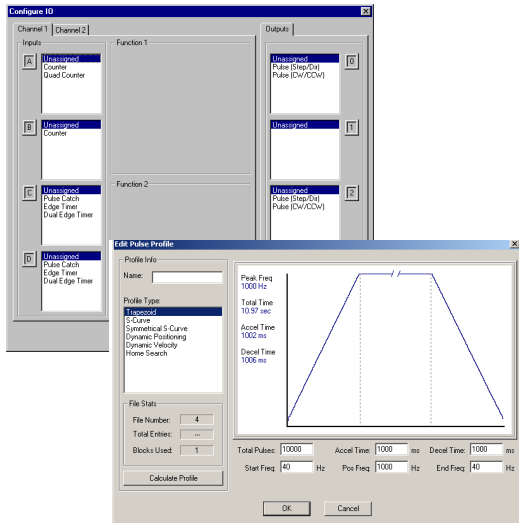 Configure IO
Channel 1 Channel 2
Outputs
Inputs
Function 1
A
Unassigned
Counter
Quad Counter
Unassigned
Pulse (Step/Dir)
Pulse (CW/CCW)
0
B
Unassigned
Counter
Unassigned
1
Function 2
C
Unassigned
Pulse Catch
Edge Timer
Dual Edge Timer
Unassigned
Pulse (Step/Dir)
Pulse (CW/CCW)
2
D
Unassigned
Pulse Catch
Edge Timer
Dual Edge Timer
Edit Pulse Profile
Profile Info
Name:
Profile Type:
Trapezoid
S-Curve
Symmetrical S-Curve
Dynamic Positioning
Dynamic Velocity
Home Search
Peak Freq
1000 Hz
Total Time
10.97 sec
Accel Time
1002 ms
Decel Time
1006 ms
File Stats
File Number: 4
Total Entries: ---
Blocks Used: 1
Calculate Profile
Total Pulses: 10000 Accel Time: 1000 ms Decel Time: 1000 ms
Start Freq: 40 Hz Pos Freq: 1000 Hz End Freq: 40 Hz
OK Cancel